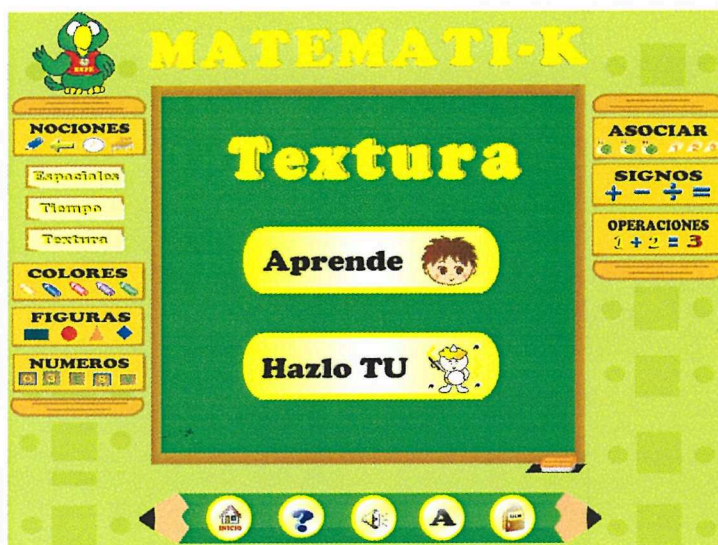 MATEMATI-K
NOCIONES
Espaciales
Tiempo
Textura
COLORES
FIGURAS
NUMEROS
Textura
Aprende
Hazlo TU
ASOCIAR
SIGNOS
+ - ÷ =
OPERACIONES
1 + 2 = 3
INICIO
?
A